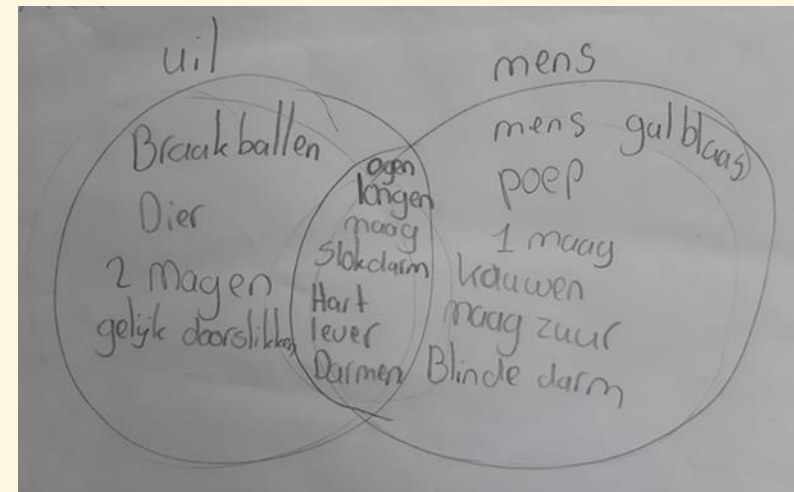 uil
mens
Braakballen
Dier
2 magen
gelijk doorslikken
ogen
longen
maag
Slokdarm
Hart
lever
Darmen
mens galblaas
poep
1 maag
kauwen
maag zuur
Blinde darm